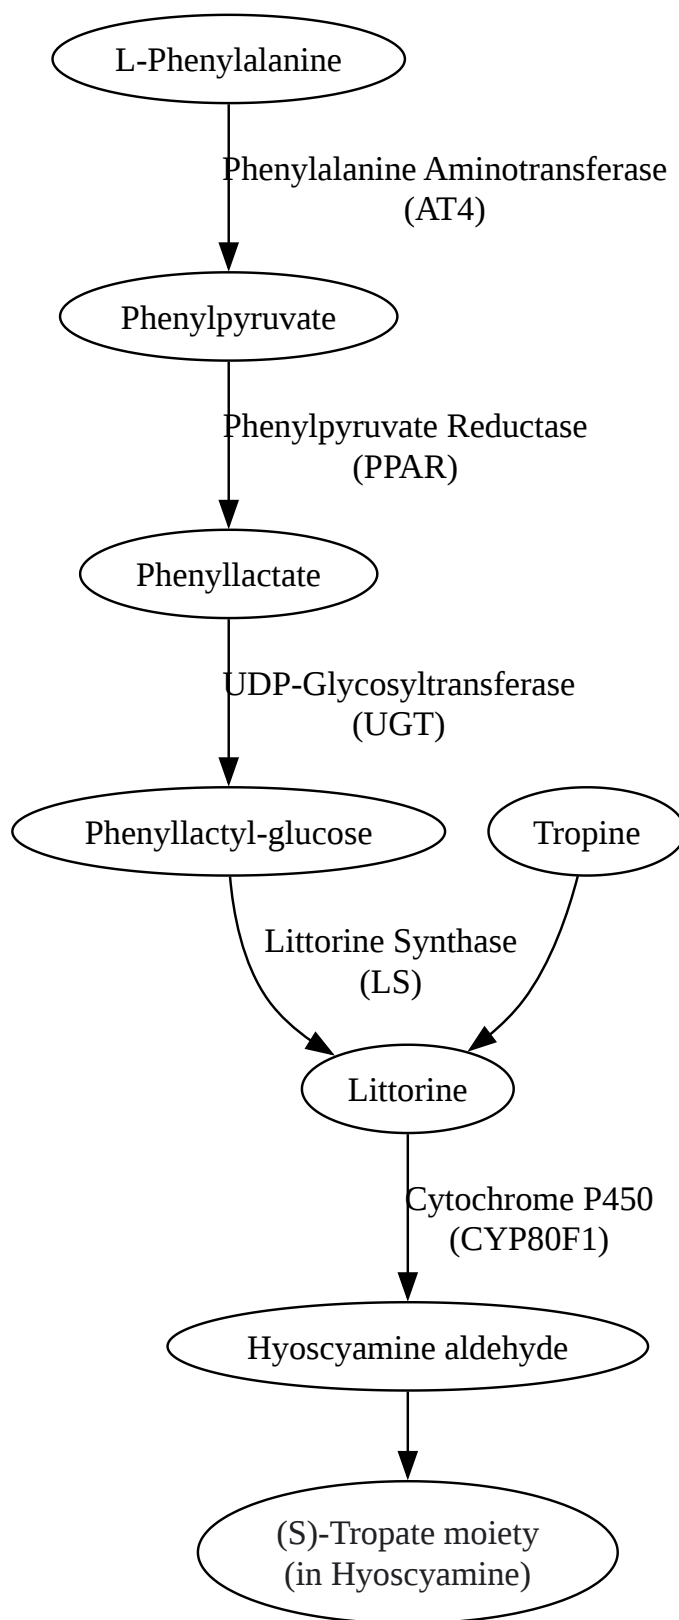 L-Phenylalanine
Phenylalanine Aminotransferase
(AT4)
Phenylpyruvate
Phenylpyruvate Reductase
(PPAR)
Phenyllactate
UDP-Glycosyltransferase
(UGT)
Phenyllactyl-glucose
Tropine
Littorine Synthase
(LS)
Littorine
Cytochrome P450
(CYP80F1)
Hyoscyamine aldehyde
(S)-Tropate moiety
(in Hyoscyamine)